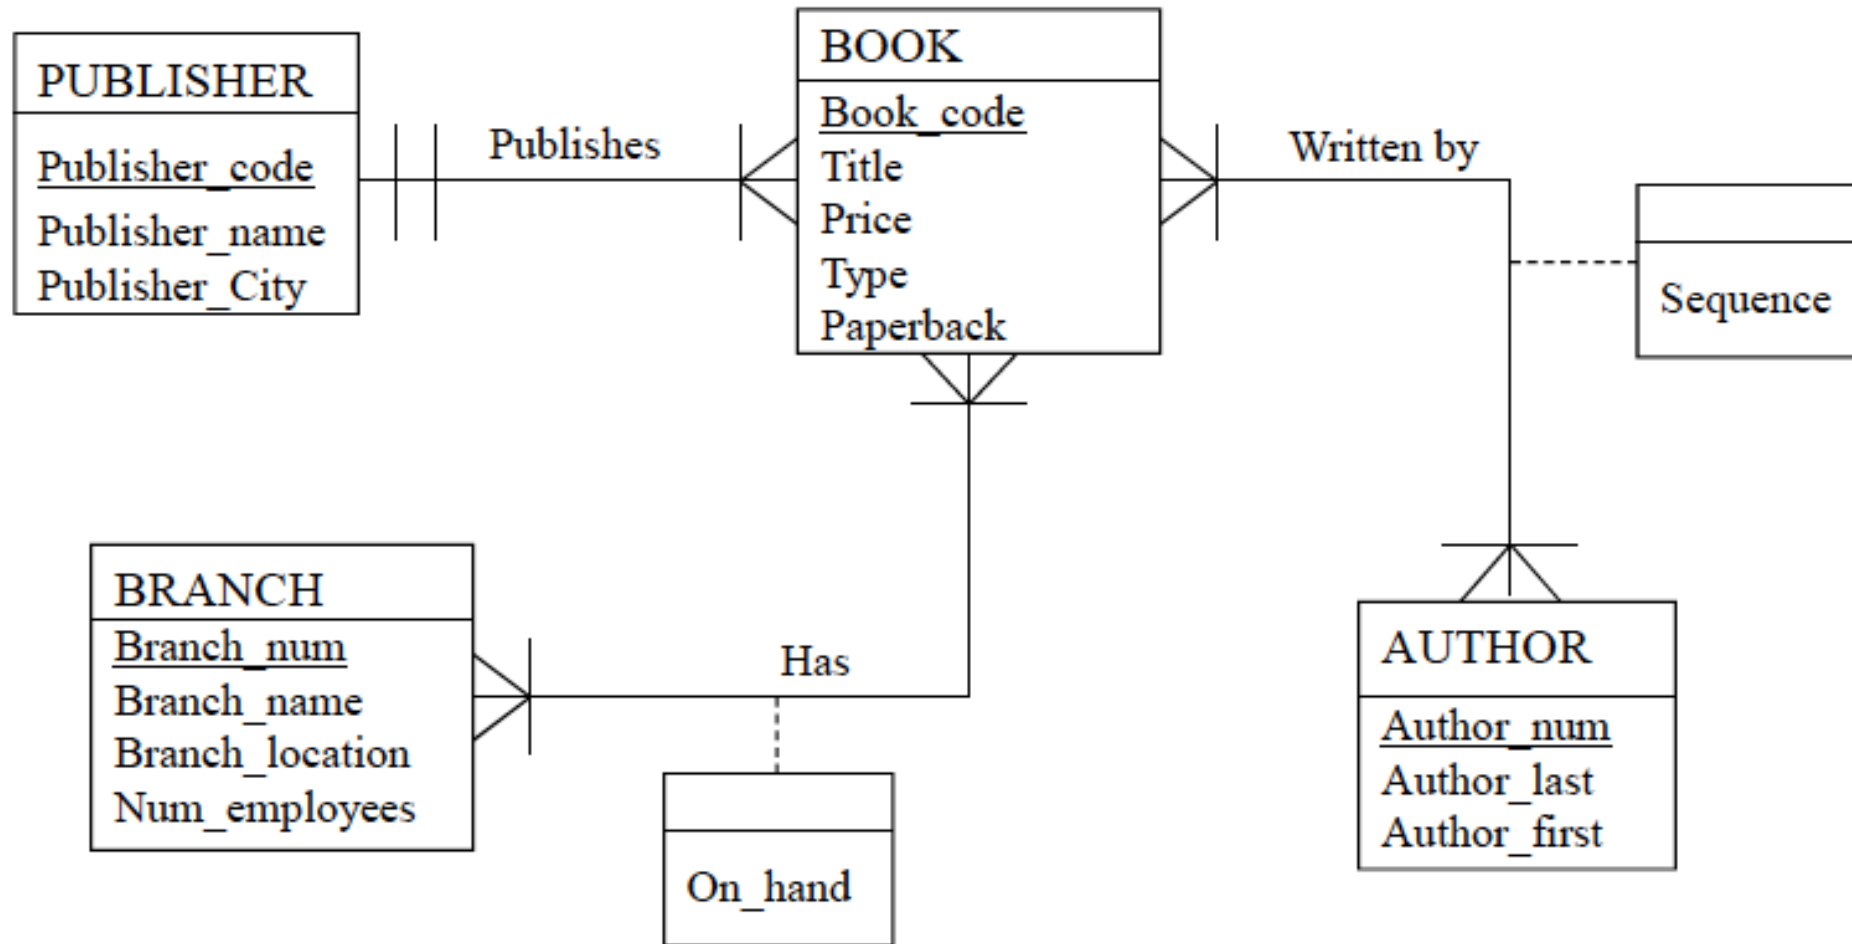 PUBLISHER
Publisher_code
Publisher_name
Publisher_City
Publishes
BOOK
Book_code
Title
Price
Type
Paperback
Written by
Sequence
BRANCH
Branch_num
Branch_name
Branch_location
Num_employees
Has
On_hand
AUTHOR
Author_num
Author_last
Author_first